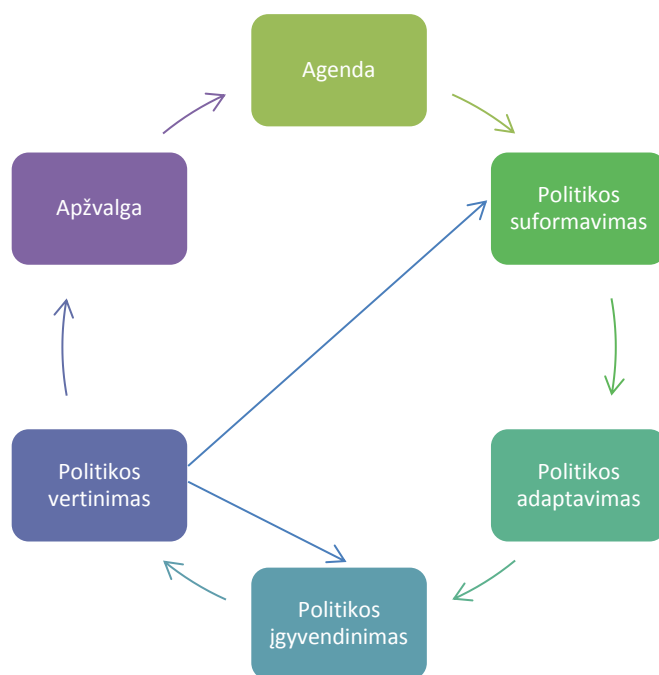 Agenda
Politikos
suformavimas
Politikos
adaptavimas
Politikos
įgyvendinimas
Politikos
vertinimas
Apžvalga